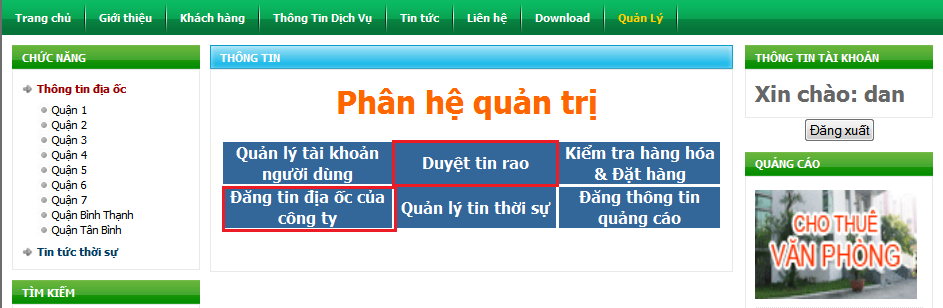 Trang chủ Giới thiệu Khách hàng Thông Tin Dịch Vụ Tin tức Liên hệ Download Quản Lý
CHỨC NĂNG
Thông tin địa ốc
Quận 1
Quận 2
Quận 3
Quận 4
Quận 5
Quận 6
Quận 7
Quận Bình Thạnh
Quận Tân Bình
Tin tức thời sự
TÌM KIẾM
THÔNG TIN
Phân hệ quản trị
Quản lý tài khoản
người dùng
Duyệt tin rao
Kiểm tra hàng hóa
& Đặt hàng
Đăng tin địa ốc của
công ty
Quản lý tin thời sự
Đăng thông tin
quảng cáo
THÔNG TIN TÀI KHOẢN
Xin chào: dan
Đăng xuất
QUẢNG CÁO
CHO THUÊ
VĂN PHÒNG